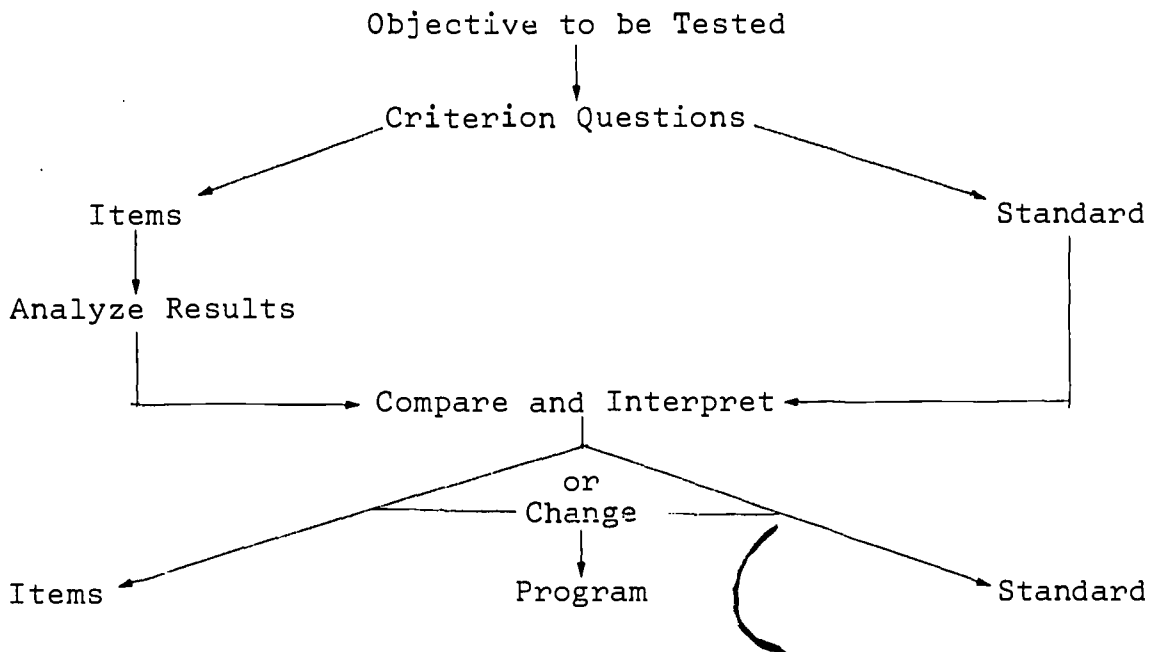 Objective to be Tested
Criterion Questions
Items
Standard
Analyze Results
Compare and Interpret
or
Change
Items
Program
Standard